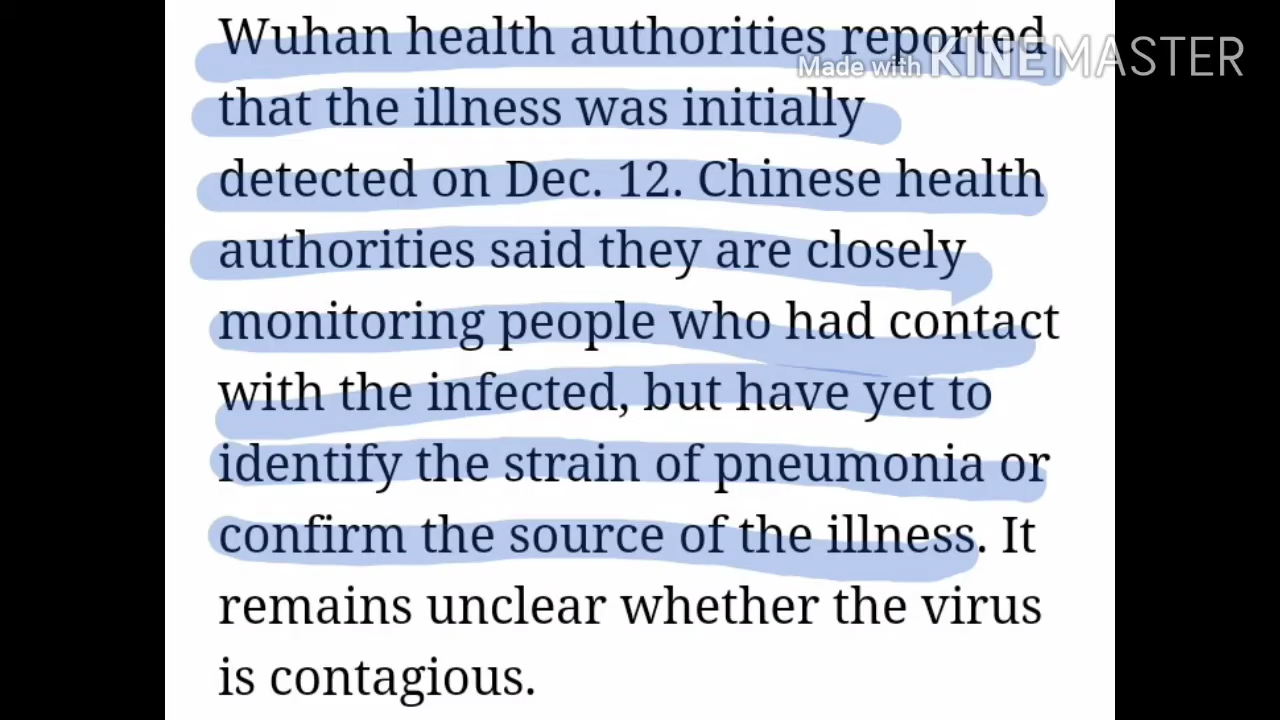 Wuhan health authorities reported
Made with KINEMASTER
that the illness was initially
detected on Dec. 12. Chinese health
authorities said they are closely
monitoring people who had contact
with the infected, but have yet to
identify the strain of pneumonia or
confirm the source of the illness. It
remains unclear whether the virus
is contagious.